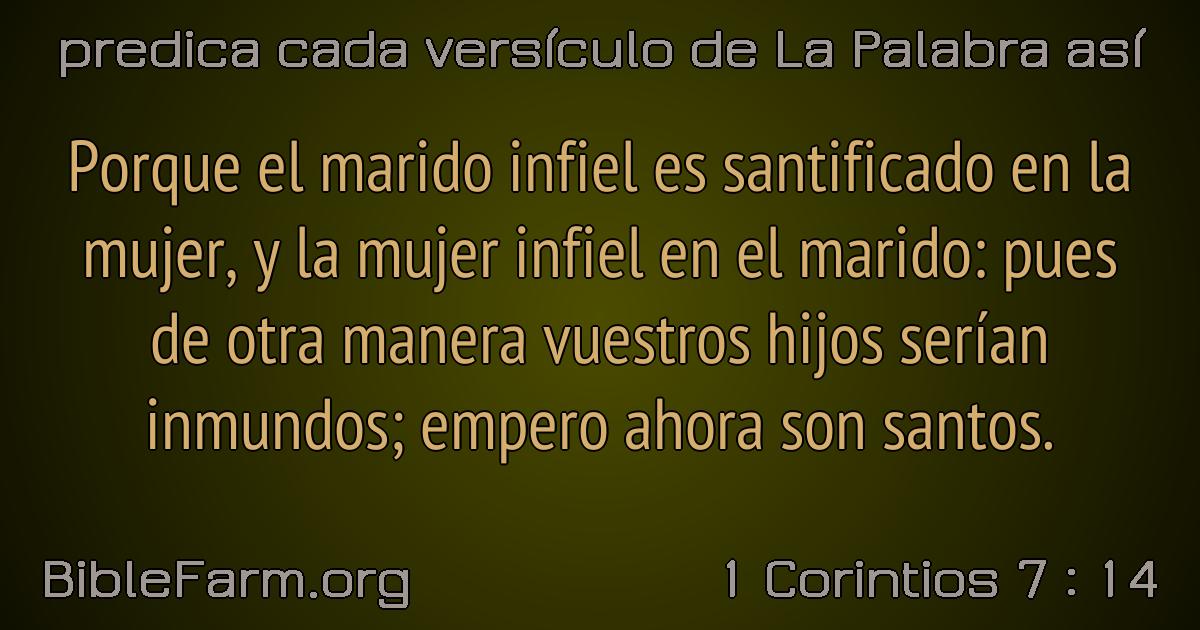 predica cada versículo de La Palabra así
Porque el marido infiel es santificado en la
mujer, y la mujer infiel en el marido: pues
de otra manera vuestros hijos serían
inmundos; empero ahora son santos.
BibleFarm.org
1 Corintios 7 : 14